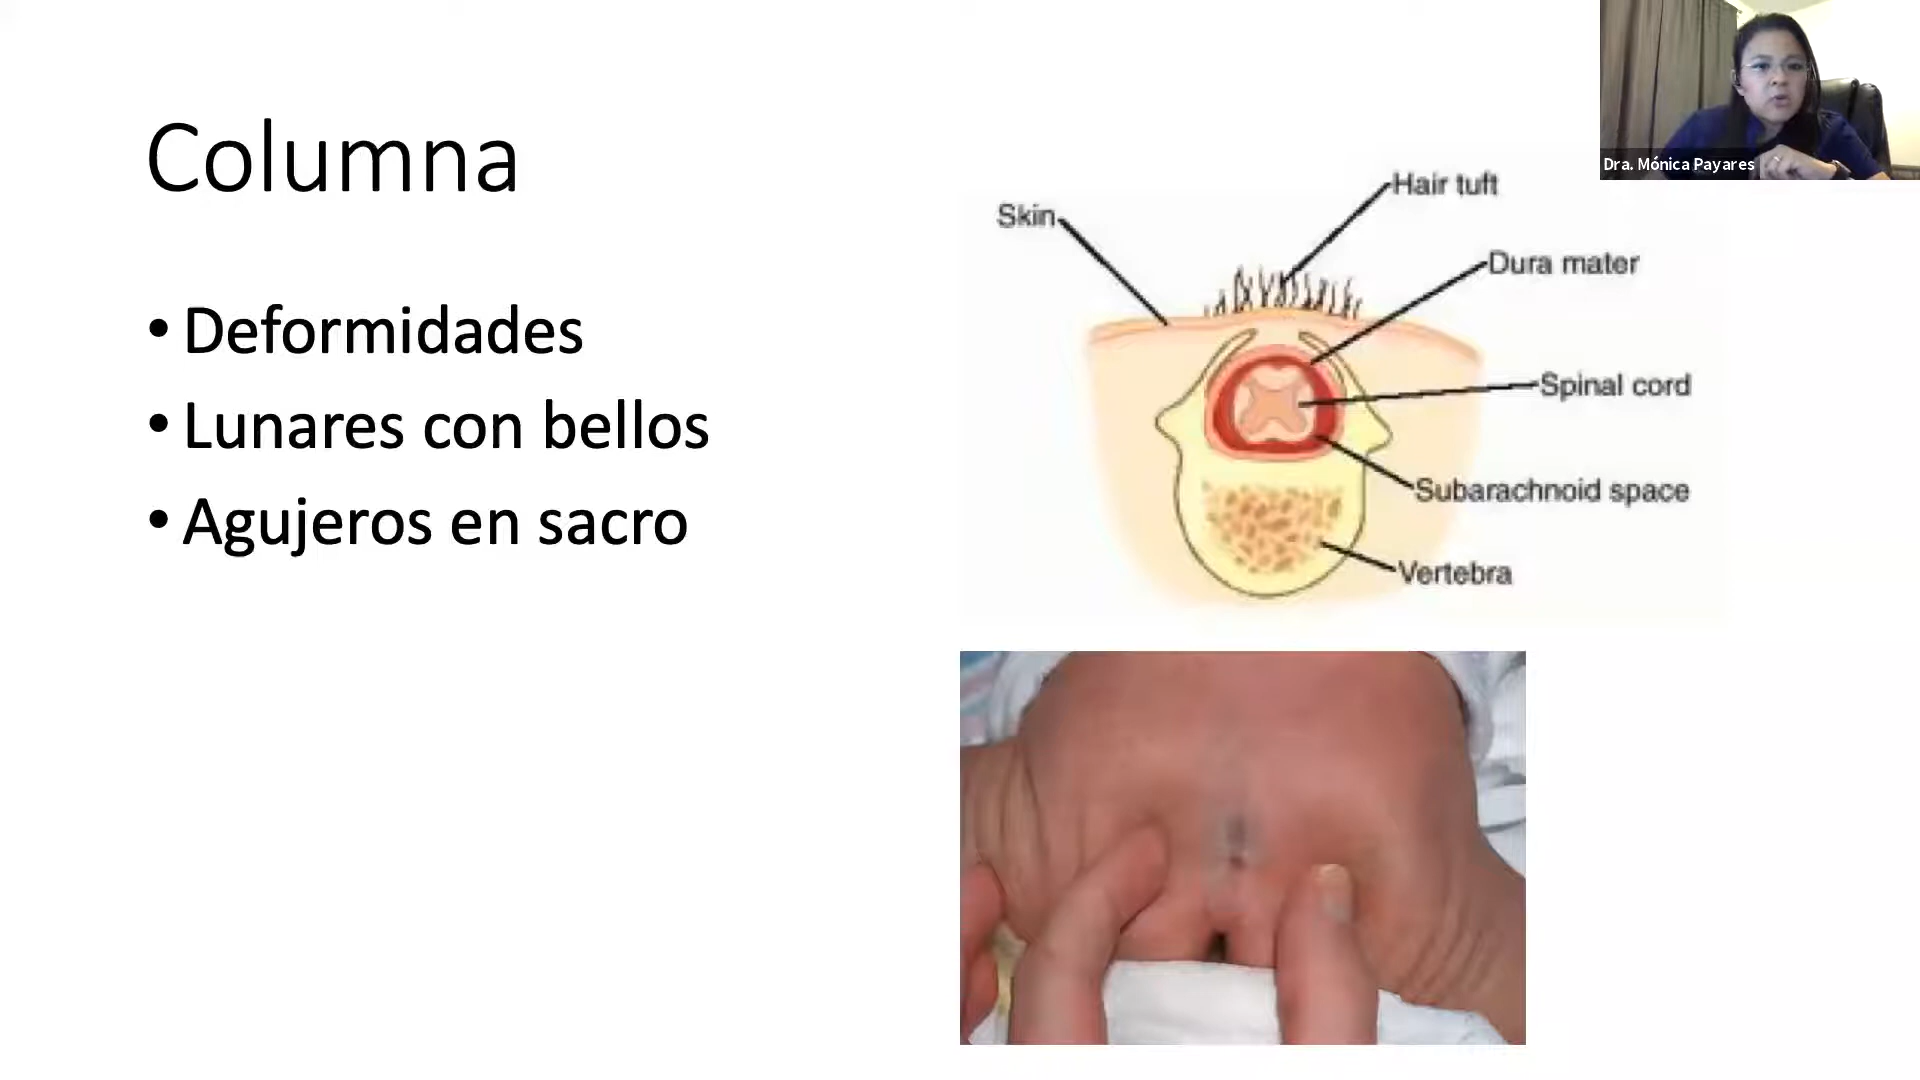 Columna
• Deformidades
• Lunares con bellos
• Agujeros en sacro
Dra. Mónica Payares
Hair tuft
Skin
Dura mater
Spinal cord
Subarachnoid space
Vertebra